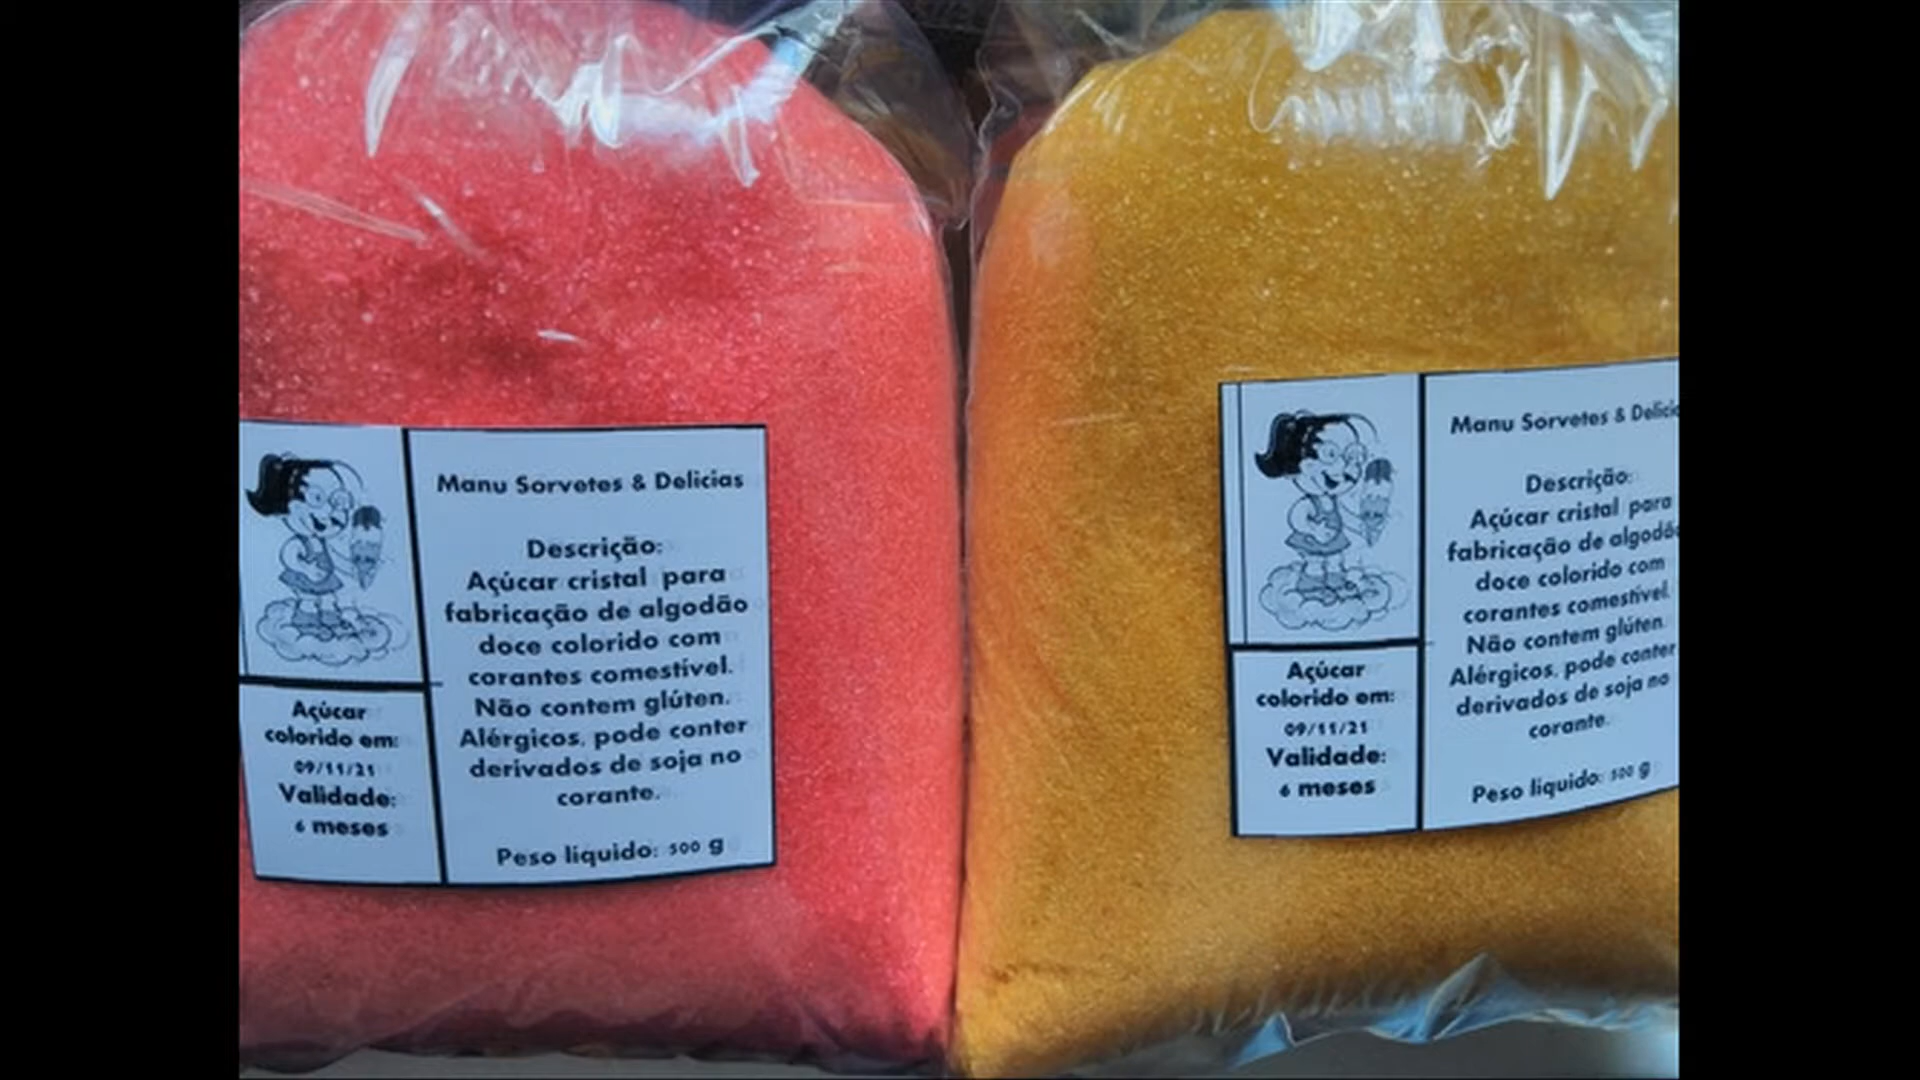 Manu Sorvetes & Delicias
Descrição:
Açúcar cristal para
fabricação de algodão
doce colorido com
corantes comestível.
Não contem glúten.
Alérgicos, pode conter
derivados de soja no
corante.
Peso liquido: 500 g
Açúcar
colorido em:
09/11/21
Validade:
6 meses
Manu Sorvetes & Delicia
Descrição:
Açúcar cristal para
fabricação de algodão
doce colorido com
corantes comestível.
Não contem glúten.
Alérgicos, pode conter
derivados de soja no
corante.
Peso liquido: 500 g
Açúcar
colorido em:
09/11/21
Validade:
6 meses